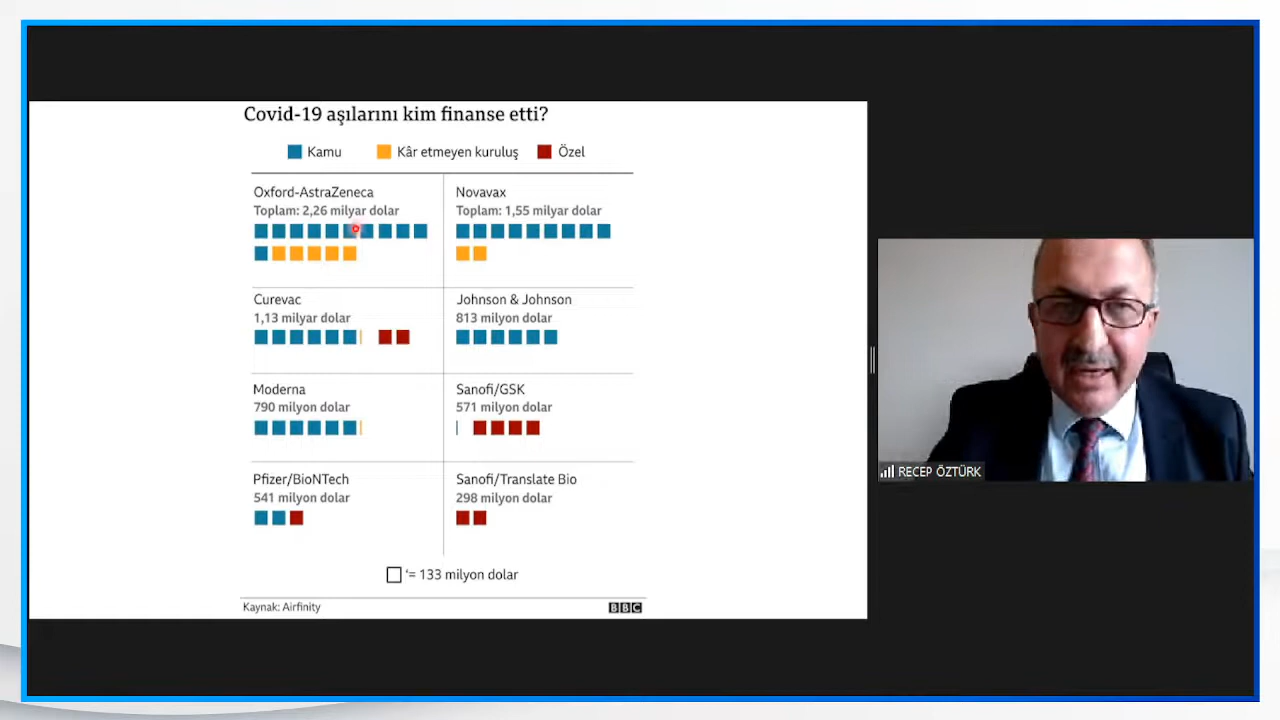 Covid-19 aşılarını kim finanse etti?
Kamu
Kâr etmeyen kuruluş
Özel
Oxford-AstraZeneca
Toplam: 2,26 milyar dolar
Novavax
Toplam: 1,55 milyar dolar
Curevac
1,13 milyar dolar
Johnson & Johnson
813 milyon dolar
Moderna
790 milyon dolar
Sanofi/GSK
571 milyon dolar
Pfizer/BioNTech
541 milyon dolar
Sanofi/Translate Bio
298 milyon dolar
'= 133 milyon dolar
Kaynak: Airfinity
BBC
RECEP ÖZTÜRK